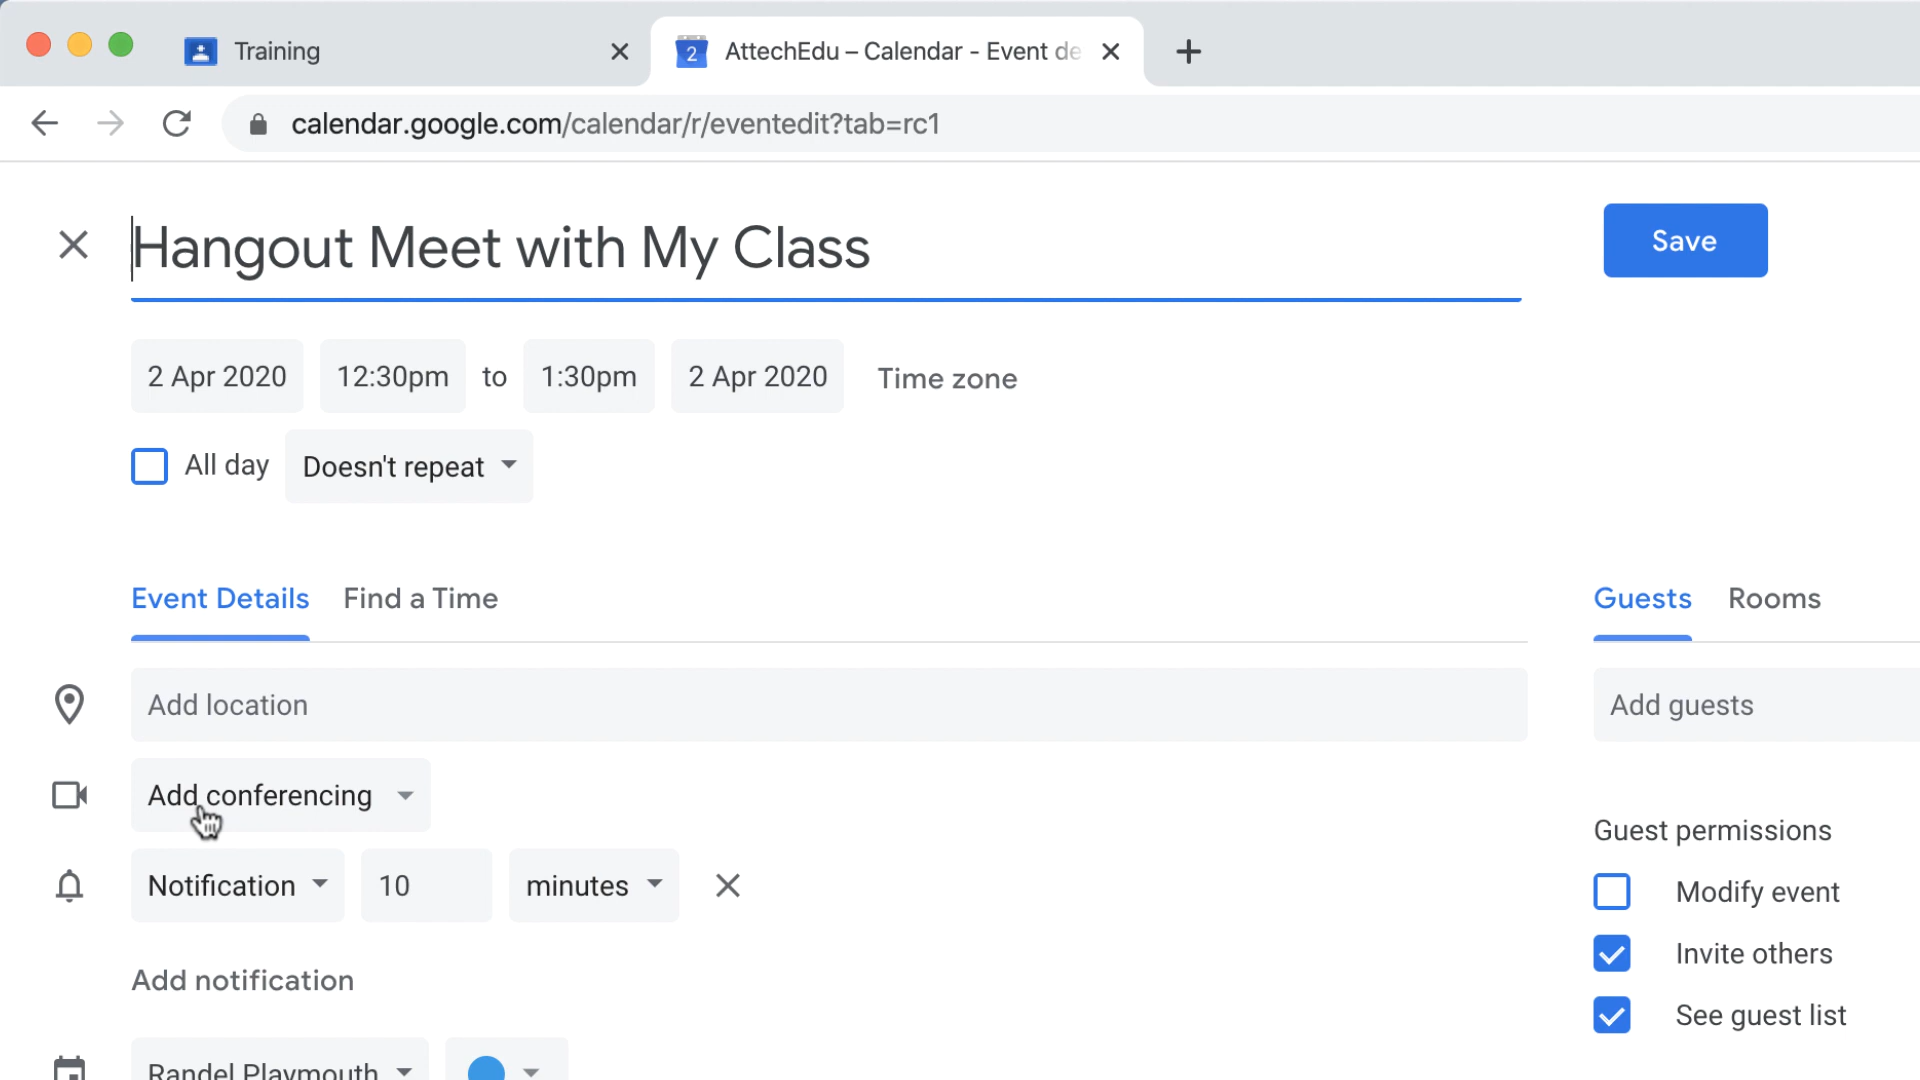 Training
2 AttechEdu – Calendar - Event de
calendar.google.com/calendar/r/eventedit?tab=rc1
Hangout Meet with My Class
Save
2 Apr 2020 12:30pm to 1:30pm 2 Apr 2020 Time zone
All day Doesn't repeat
Event Details Find a Time
Guests Rooms
Add location
Add guests
Add conferencing
Guest permissions
Notification 10 minutes
Modify event
Invite others
Add notification
See guest list
Randel Playmouth